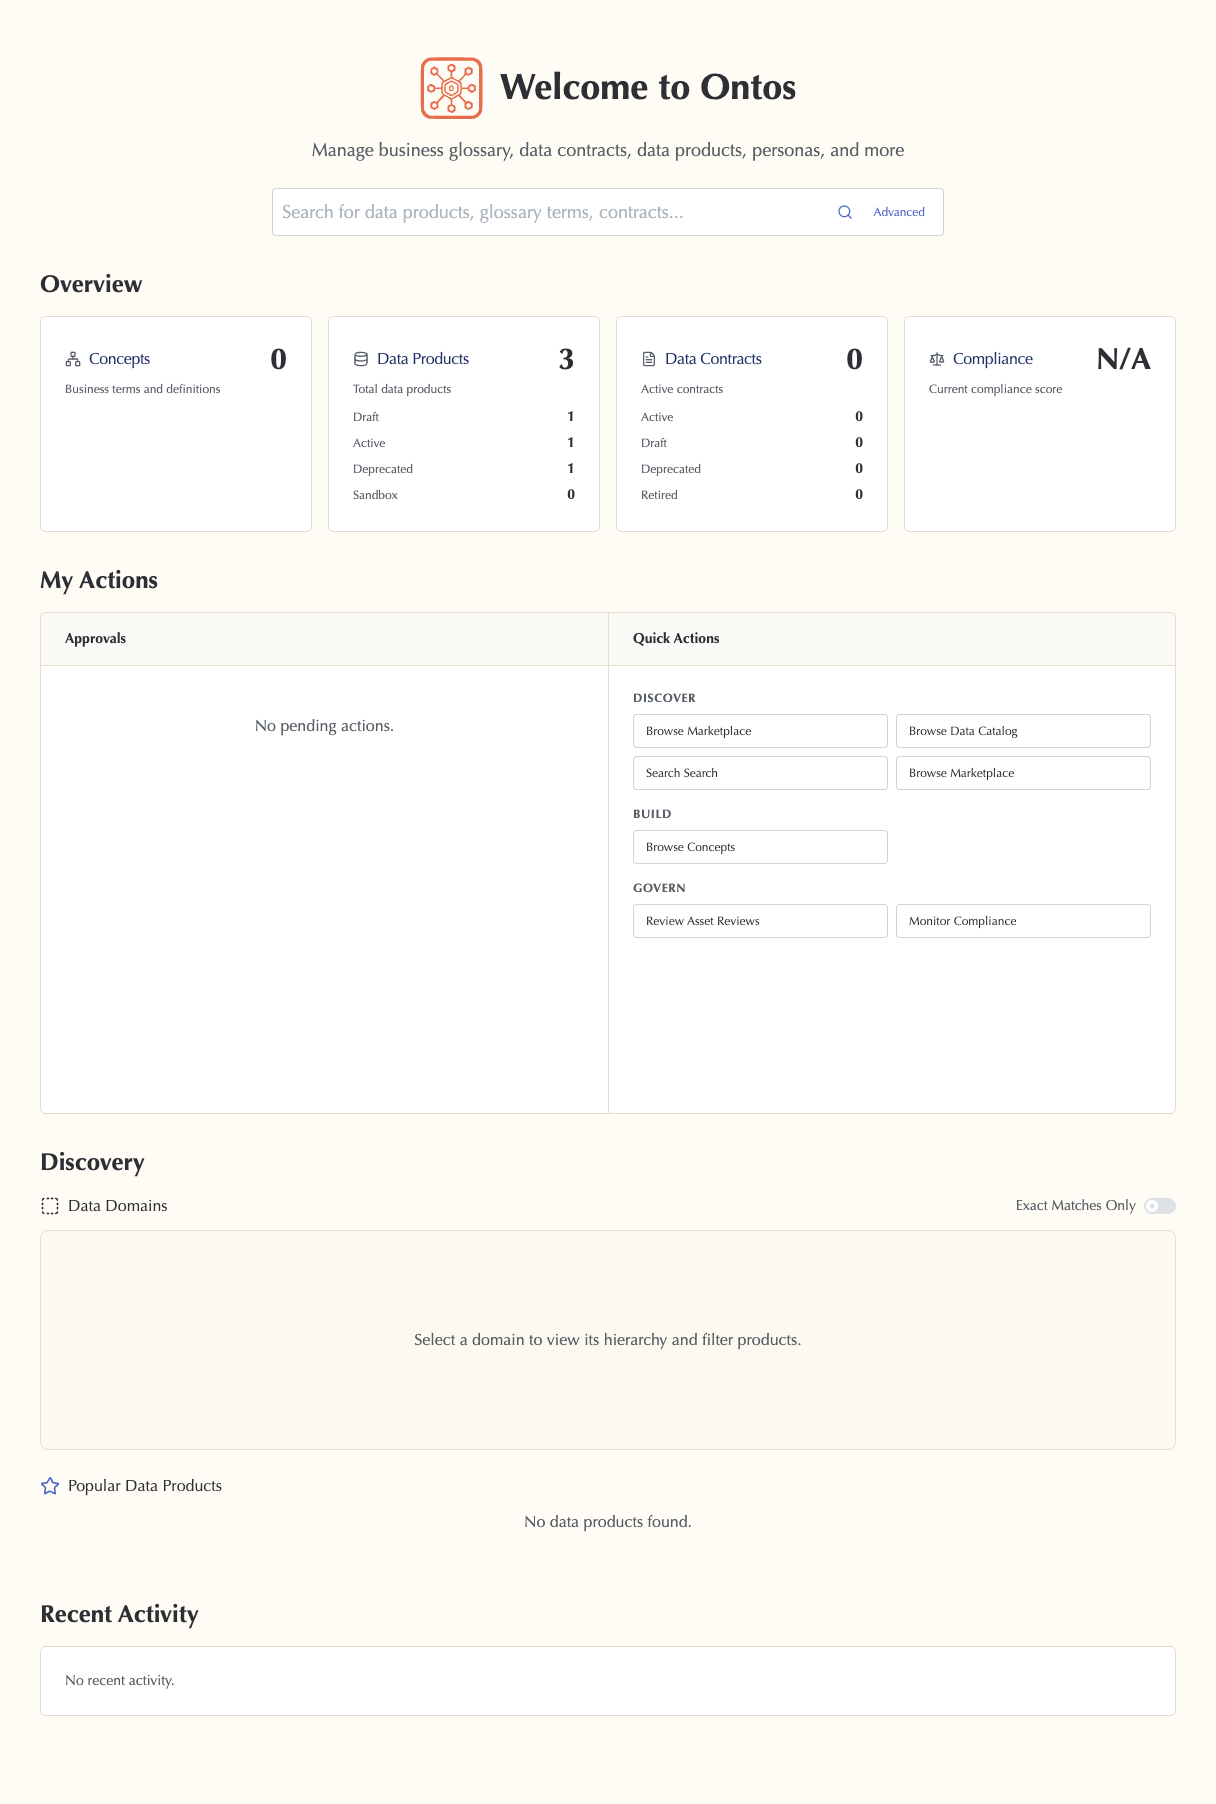 Welcome to Ontos
Manage business glossary, data contracts, data products, personas, and more
Search for data products, glossary terms, contracts...
Advanced
Overview
Concepts 0
Business terms and definitions
Data Products 3
Total data products
Draft 1
Active 1
Deprecated 1
Sandbox 0
Data Contracts 0
Active contracts
Active 0
Draft 0
Deprecated 0
Retired 0
Compliance N/A
Current compliance score
My Actions
Approvals
No pending actions.
Quick Actions
DISCOVER
Browse Marketplace
Browse Data Catalog
Search Search
Browse Marketplace
BUILD
Browse Concepts
GOVERN
Review Asset Reviews
Monitor Compliance
Discovery
Data Domains
Exact Matches Only
Select a domain to view its hierarchy and filter products.
Popular Data Products
No data products found.
Recent Activity
No recent activity.